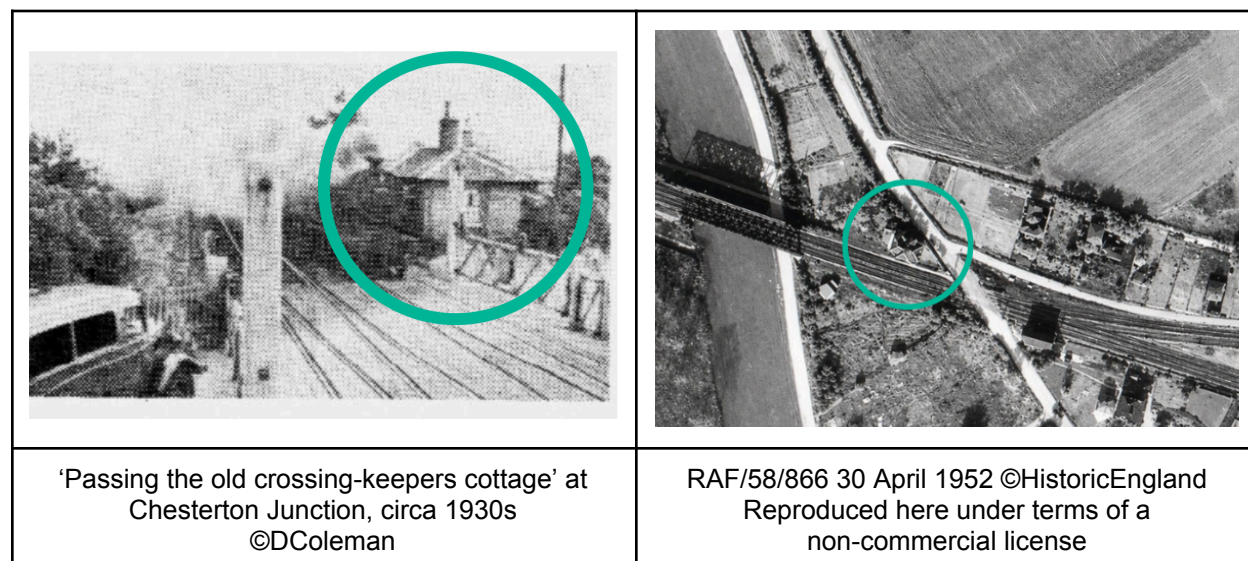 ‘Passing the old crossing-keepers cottage’ at
Chesterton Junction, circa 1930s
©DColeman
RAF/58/866 30 April 1952 ©HistoricEngland
Reproduced here under terms of a
non-commercial license